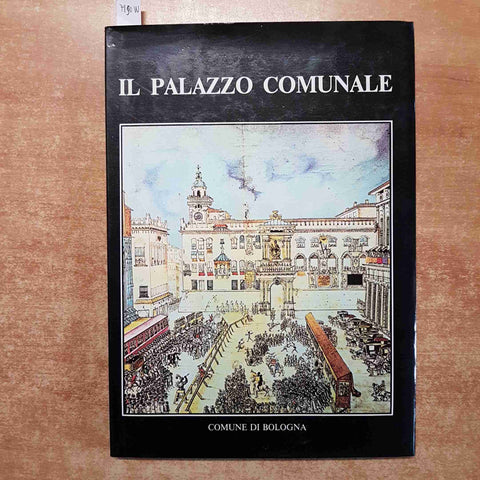 IL PALAZZO COMUNALE
COMUNE DI BOLOGNA